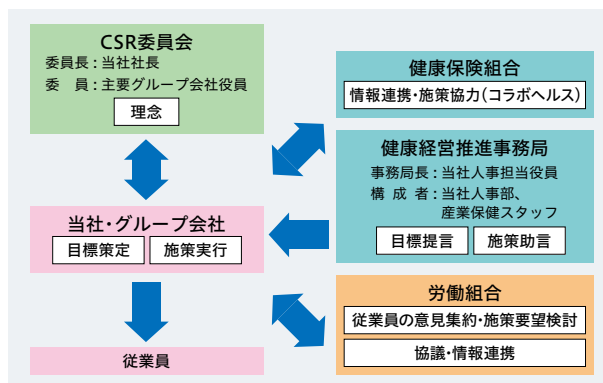 CSR委員会
委員長：当社社長
委　員：主要グループ会社役員
理念
当社・グループ会社
目標策定
施策実行
従業員
健康保険組合
情報連携・施策協力（コラボヘルス）
健康経営推進事務局
事務局長：当社人事担当役員
構 成 者：当社人事部、
産業保健スタッフ
目標提言
施策助言
労働組合
従業員の意見集約・施策要望検討
協議・情報連携